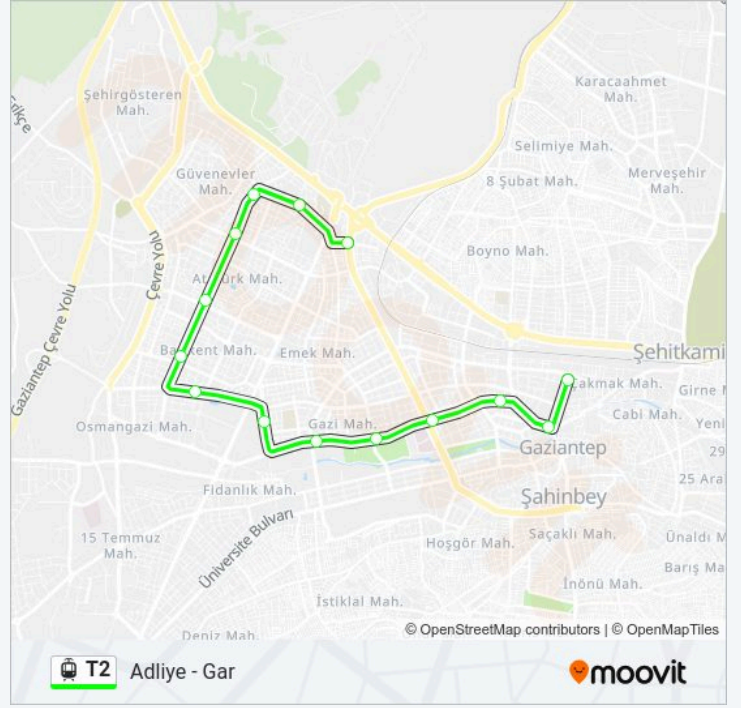 Karacaahmet
Mah.
Şehirgösteren
Mah.
Selimiye Mah.
Güvenevler
Mah.
8 Şubat Mah.
Merveşehir
Mah.
Çevre Yolu
Boyno Mah.
Atatürk Mah.
Gaziantep Çevre Yolu
Başkent Mah.
Emek Mah.
Şehitkami
Çakmak Mah.
Girne
Cabi Mah.
Yeni
Osmangazi Mah.
Gazi Mah.
Gaziantep
29
25 Ara
Fidanlık Mah.
Şahinbey
Üniversite Bulvarı
15 Temmuz
Mah.
Hoşgör Mah.
Saçaklı Mah.
Ünaldı M
Barış Ma
İnönü Mah.
İstiklal Mah.
Deniz Mah.
© OpenStreetMap contributors | © OpenMapTiles
T2 Adliye - Gar
moovit